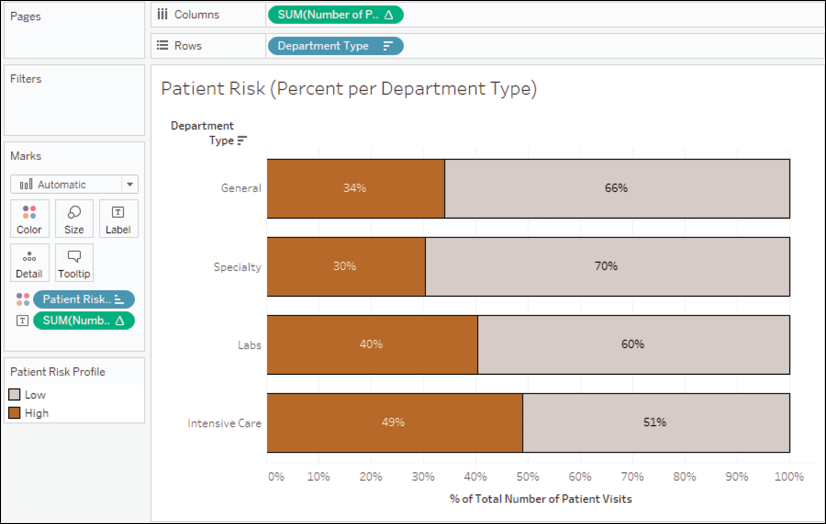 Pages
Columns
SUM(Number of P..
Rows
Department Type
Filters
Marks
Automatic
Color
Size
Label
Detail
Tooltip
Patient Risk..
SUM(Numb..
Patient Risk Profile
Low
High
Patient Risk (Percent per Department Type)
Department
Type
General
34%
66%
Specialty
30%
70%
Labs
40%
60%
Intensive Care
49%
51%
0% 10% 20% 30% 40% 50% 60% 70% 80% 90% 100%
% of Total Number of Patient Visits